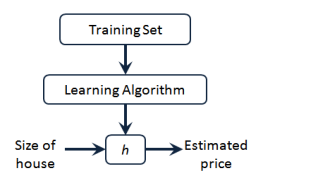 Training Set
Learning Algorithm
Size of
house
h
Estimated
price